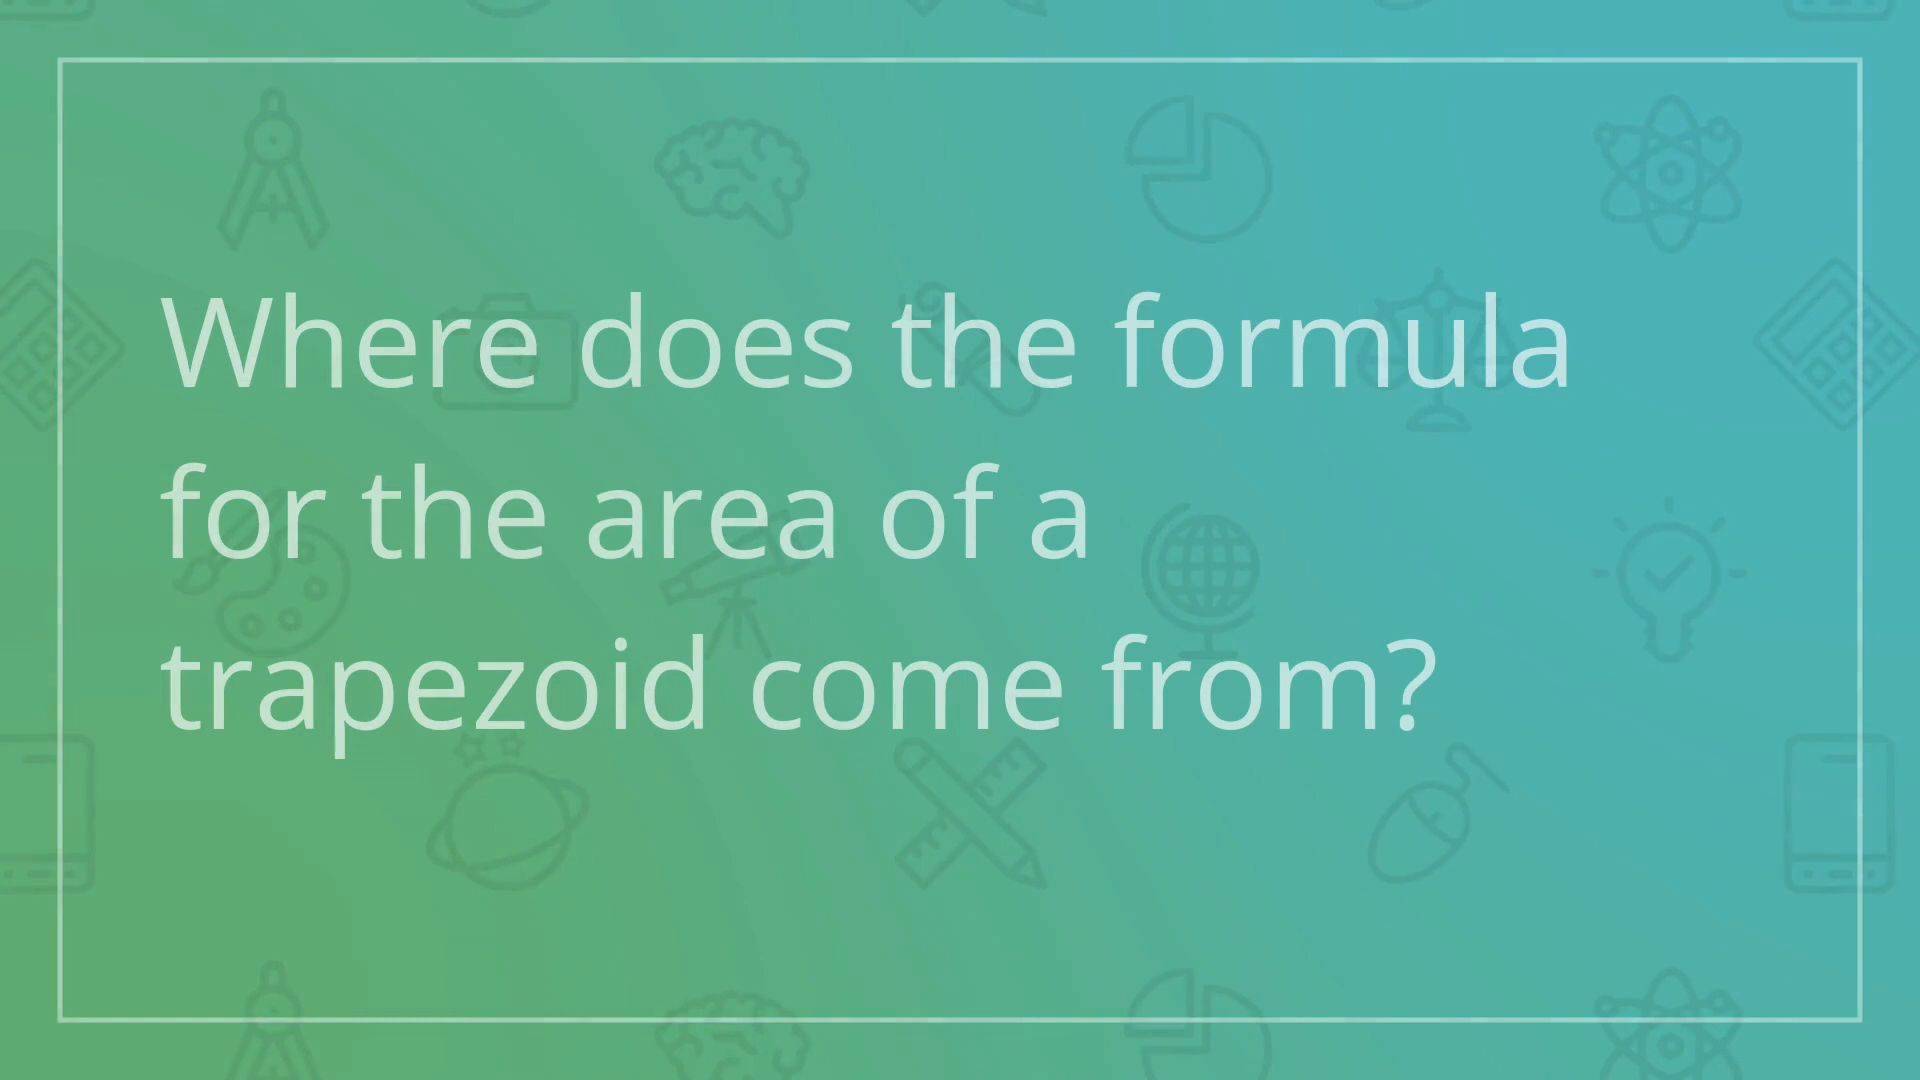 Where does the formula
for the area of a
trapezoid come from?